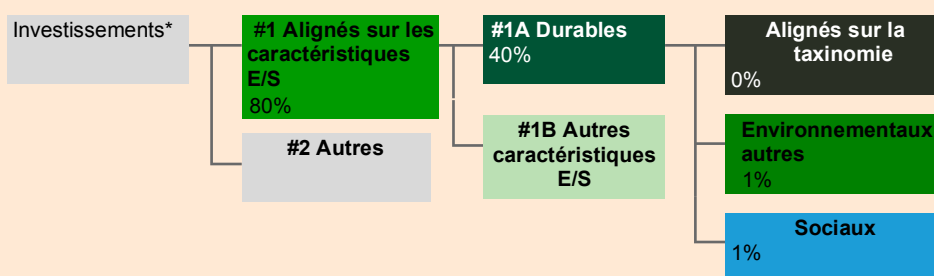 Investissements*
#1 Alignés sur les
caractéristiques
E/S
80%
#2 Autres
#1A Durables
40%
#1B Autres
caractéristiques
E/S
Alignés sur la
taxinomie
0%
Environnementaux
autres
1%
Sociaux
1%